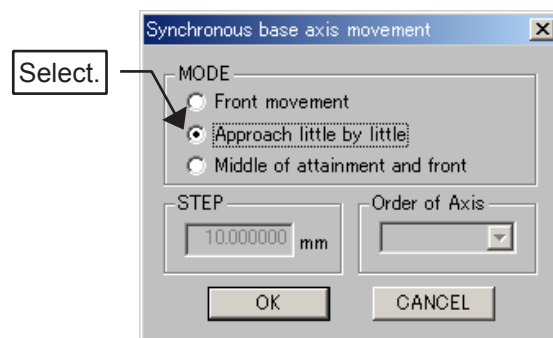 Synchronous base axis movement
Select.
MODE
Front movement
Approach little by little
Middle of attainment and front
STEP
Order of Axis
10.000000 mm
OK
CANCEL